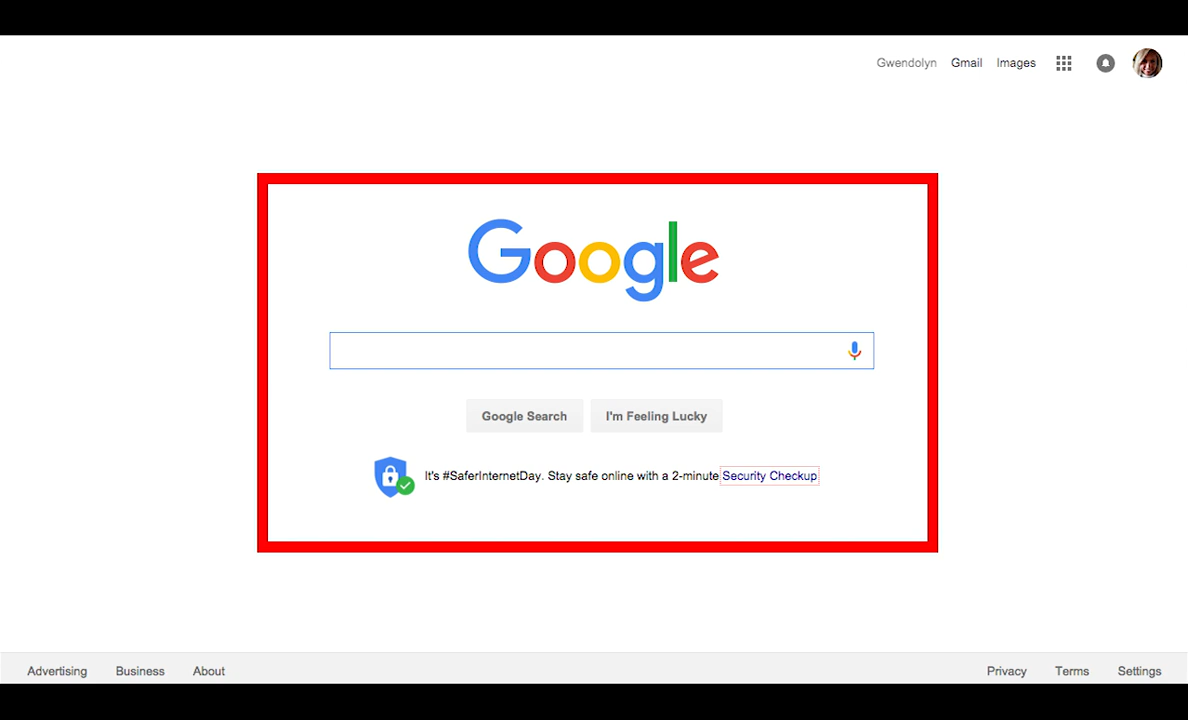 Gwendolyn Gmail Images
Google
Google Search I'm Feeling Lucky
It's #SaferInternetDay. Stay safe online with a 2-minute Security Checkup
Advertising Business About Privacy Terms Settings